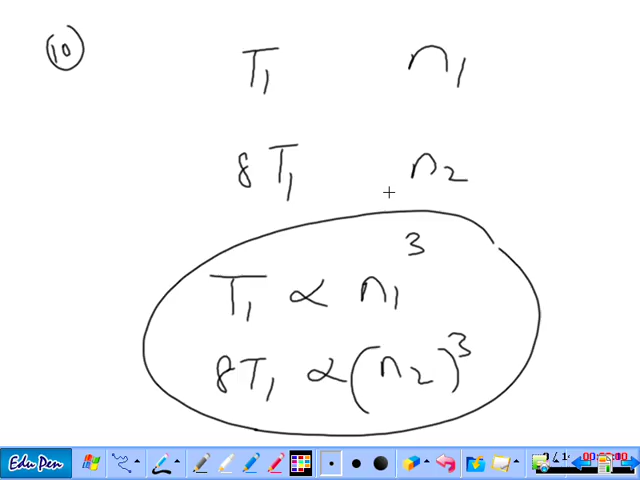 (10)
T₁ n₁
8T₁ n₂
T₁ ∝ n₁³
8T₁ ∝ (n₂)³
Edu Pen